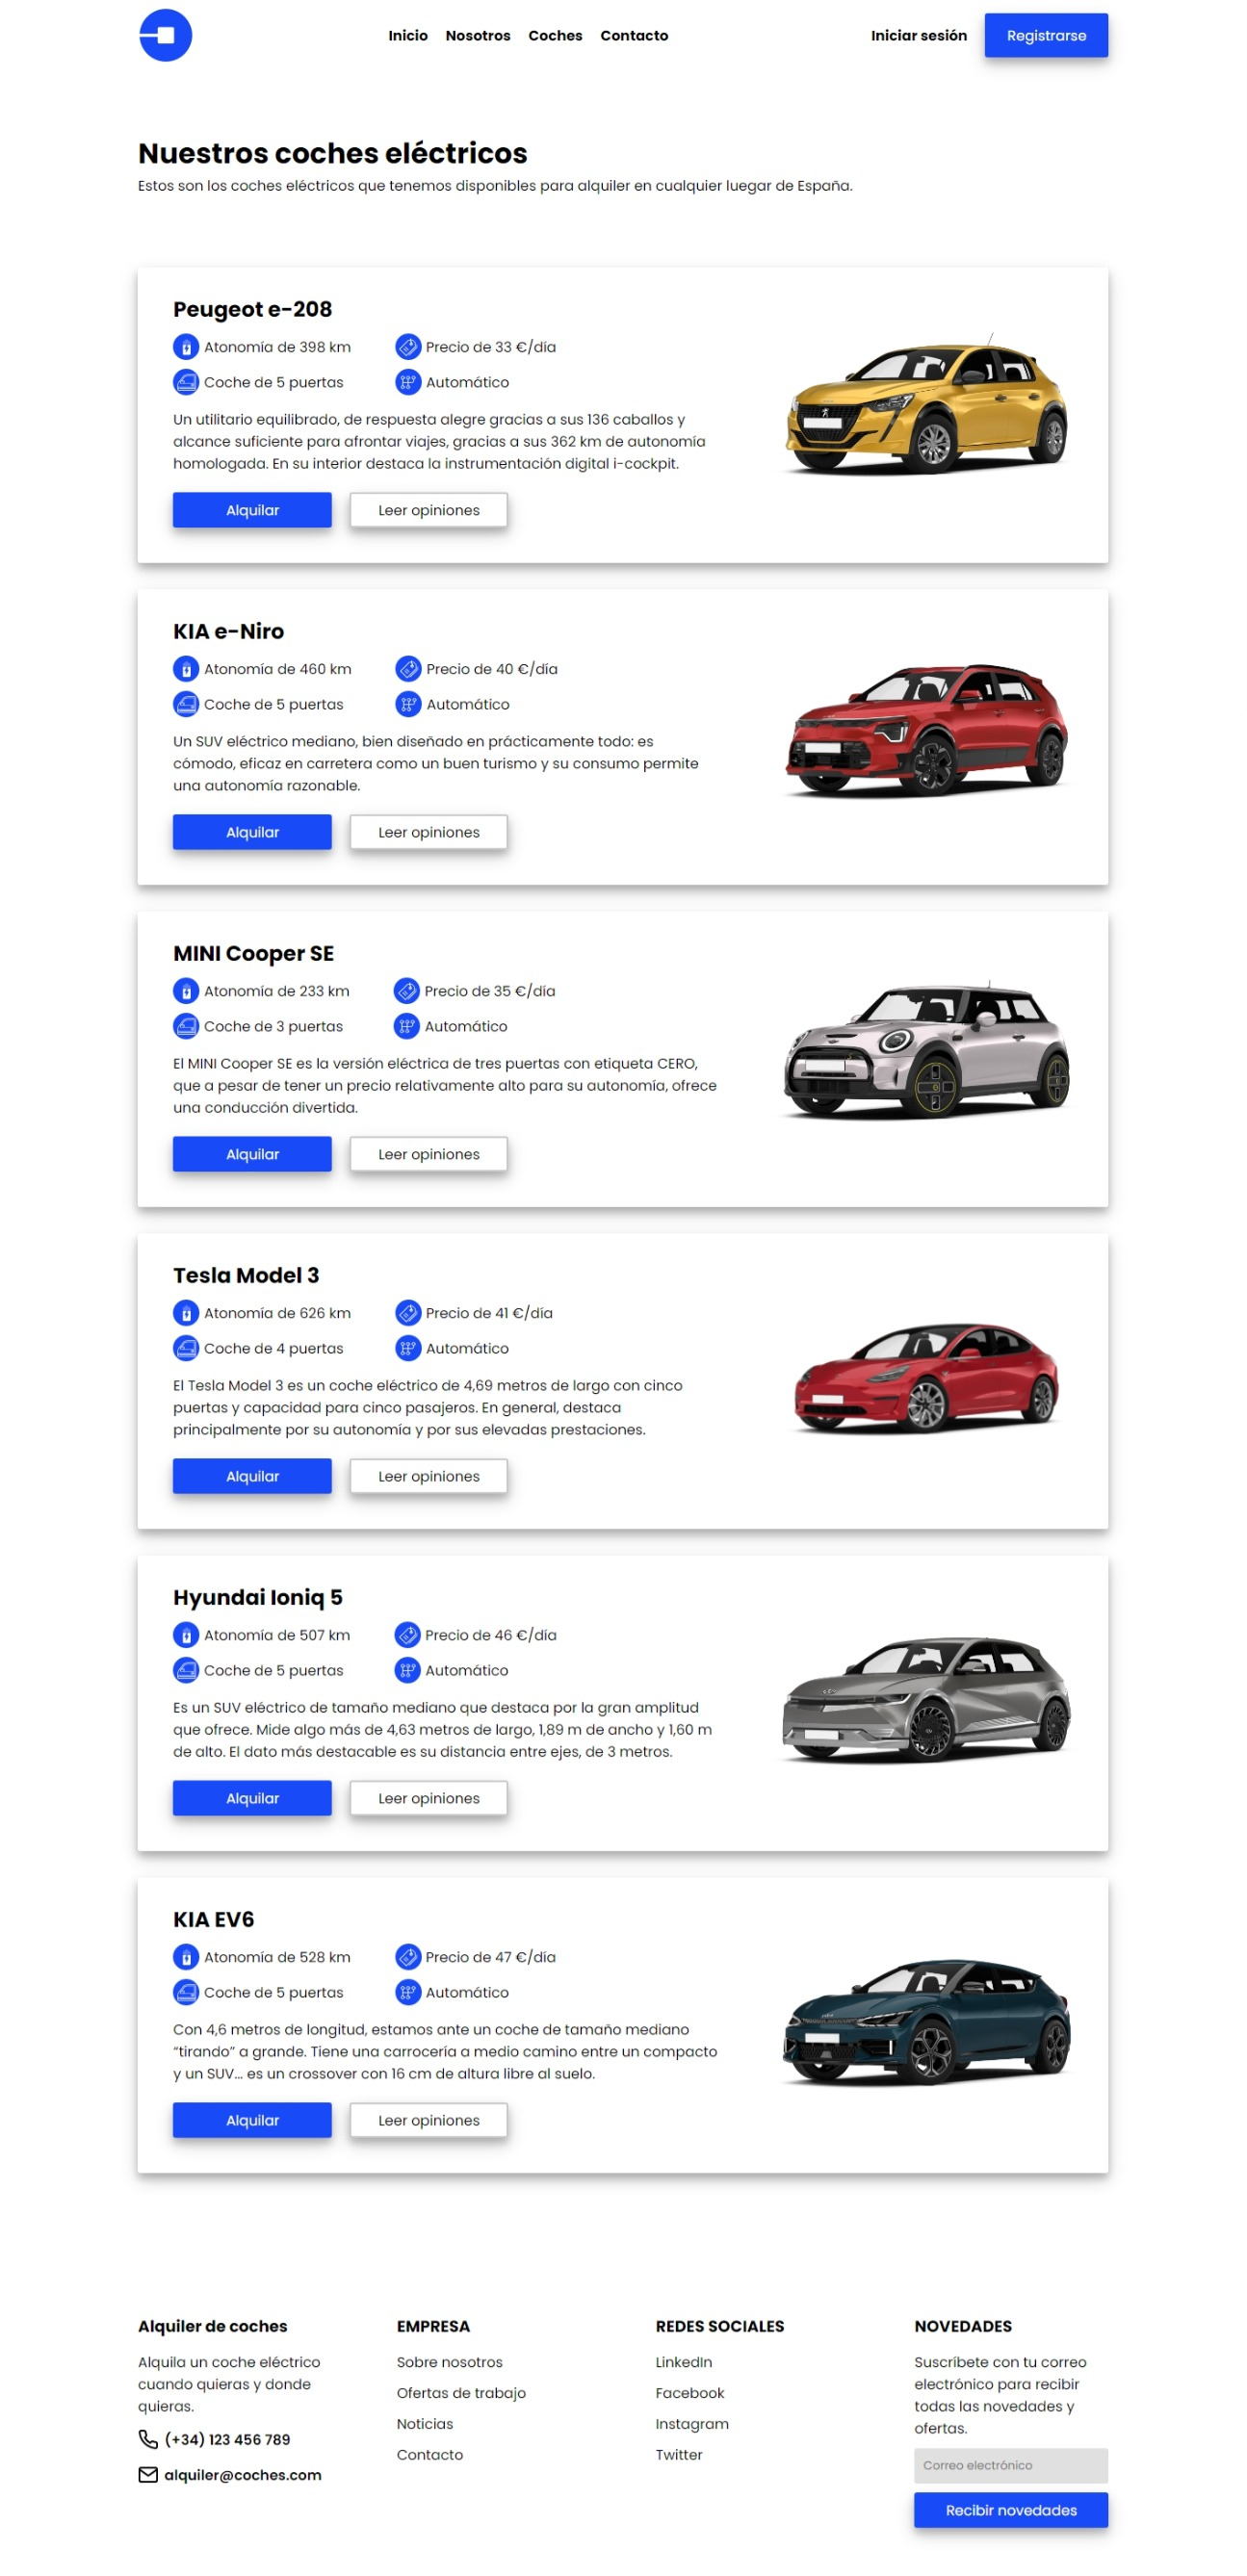 Inicio Nosotros Coches Contacto Iniciar sesión Registrarse
Nuestros coches eléctricos
Estos son los coches eléctricos que tenemos disponibles para alquiler en cualquier luegar de España.
Peugeot e-208
Atonomía de 398 km Precio de 33 €/día
Coche de 5 puertas Automático
Un utilitario equilibrado, de respuesta alegre gracias a sus 136 caballos y
alcance suficiente para afrontar viajes, gracias a sus 362 km de autonomía
homologada. En su interior destaca la instrumentación digital i-cockpit.
Alquilar Leer opiniones
KIA e-Niro
Atonomía de 460 km Precio de 40 €/día
Coche de 5 puertas Automático
Un SUV eléctrico mediano, bien diseñado en prácticamente todo: es
cómodo, eficaz en carretera como un buen turismo y su consumo permite
una autonomía razonable.
Alquilar Leer opiniones
MINI Cooper SE
Atonomía de 233 km Precio de 35 €/día
Coche de 3 puertas Automático
El MINI Cooper SE es la versión eléctrica de tres puertas con etiqueta CERO,
que a pesar de tener un precio relativamente alto para su autonomía, ofrece
una conducción divertida.
Alquilar Leer opiniones
Tesla Model 3
Atonomía de 626 km Precio de 41 €/día
Coche de 4 puertas Automático
El Tesla Model 3 es un coche eléctrico de 4,69 metros de largo con cinco
puertas y capacidad para cinco pasajeros. En general, destaca
principalmente por su autonomía y por sus elevadas prestaciones.
Alquilar Leer opiniones
Hyundai Ioniq 5
Atonomía de 507 km Precio de 46 €/día
Coche de 5 puertas Automático
Es un SUV eléctrico de tamaño mediano que destaca por la gran amplitud
que ofrece. Mide algo más de 4,63 metros de largo, 1,89 m de ancho y 1,60 m
de alto. El dato más destacable es su distancia entre ejes, de 3 metros.
Alquilar Leer opiniones
KIA EV6
Atonomía de 528 km Precio de 47 €/día
Coche de 5 puertas Automático
Con 4,6 metros de longitud, estamos ante un coche de tamaño mediano
“tirando” a grande. Tiene una carrocería a medio camino entre un compacto
y un SUV... es un crossover con 16 cm de altura libre al suelo.
Alquilar Leer opiniones
Alquiler de coches
Alquila un coche eléctrico
cuando quieras y donde
quieras.
(+34) 123 456 789
alquiler@coches.com
EMPRESA
Sobre nosotros
Ofertas de trabajo
Noticias
Contacto
REDES SOCIALES
LinkedIn
Facebook
Instagram
Twitter
NOVEDADES
Suscríbete con tu correo
electrónico para recibir
todas las novedades y
ofertas.
Correo electrónico
Recibir novedades